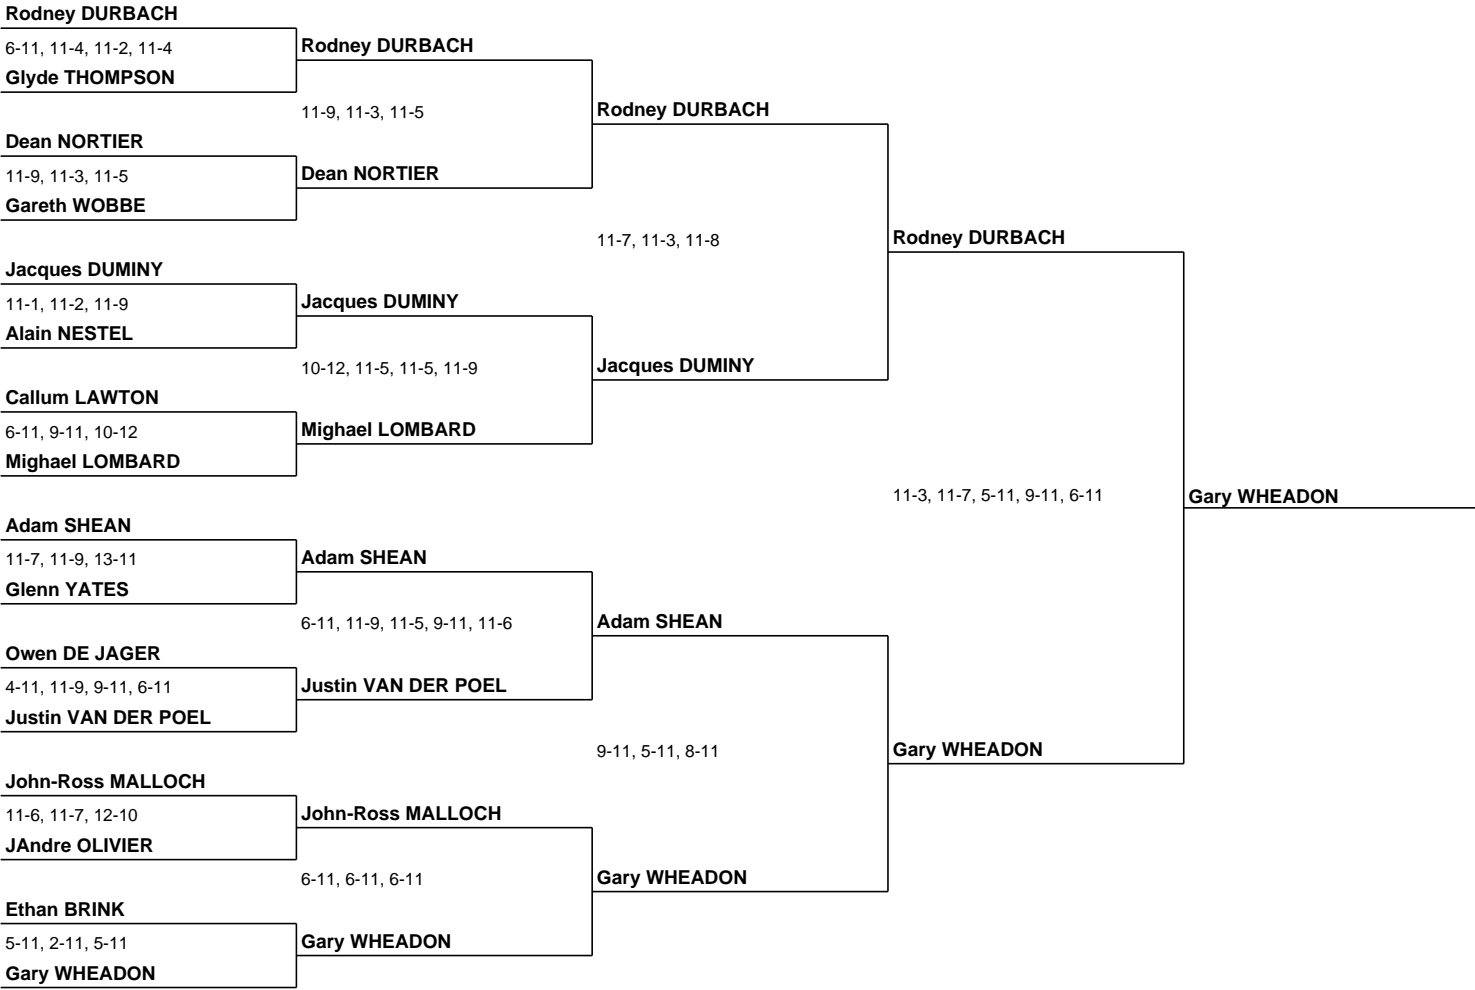 Rodney DURBACH
6-11, 11-4, 11-2, 11-4
Glyde THOMPSON
Dean NORTIER
11-9, 11-3, 11-5
Gareth WOBBE
Jacques DUMINY
11-1, 11-2, 11-9
Alain NESTEL
Callum LAWTON
6-11, 9-11, 10-12
Mighael LOMBARD
Adam SHEAN
11-7, 11-9, 13-11
Glenn YATES
Owen DE JAGER
4-11, 11-9, 9-11, 6-11
Justin VAN DER POEL
John-Ross MALLOCH
11-6, 11-7, 12-10
JAndre OLIVIER
Ethan BRINK
5-11, 2-11, 5-11
Gary WHEADON
Rodney DURBACH
11-9, 11-3, 11-5
Dean NORTIER
Jacques DUMINY
10-12, 11-5, 11-5, 11-9
Mighael LOMBARD
Adam SHEAN
6-11, 11-9, 11-5, 9-11, 11-6
Justin VAN DER POEL
John-Ross MALLOCH
6-11, 6-11, 6-11
Gary WHEADON
Rodney DURBACH
11-7, 11-3, 11-8
Jacques DUMINY
Adam SHEAN
9-11, 5-11, 8-11
Gary WHEADON
Rodney DURBACH
11-3, 11-7, 5-11, 9-11, 6-11
Gary WHEADON
Gary WHEADON